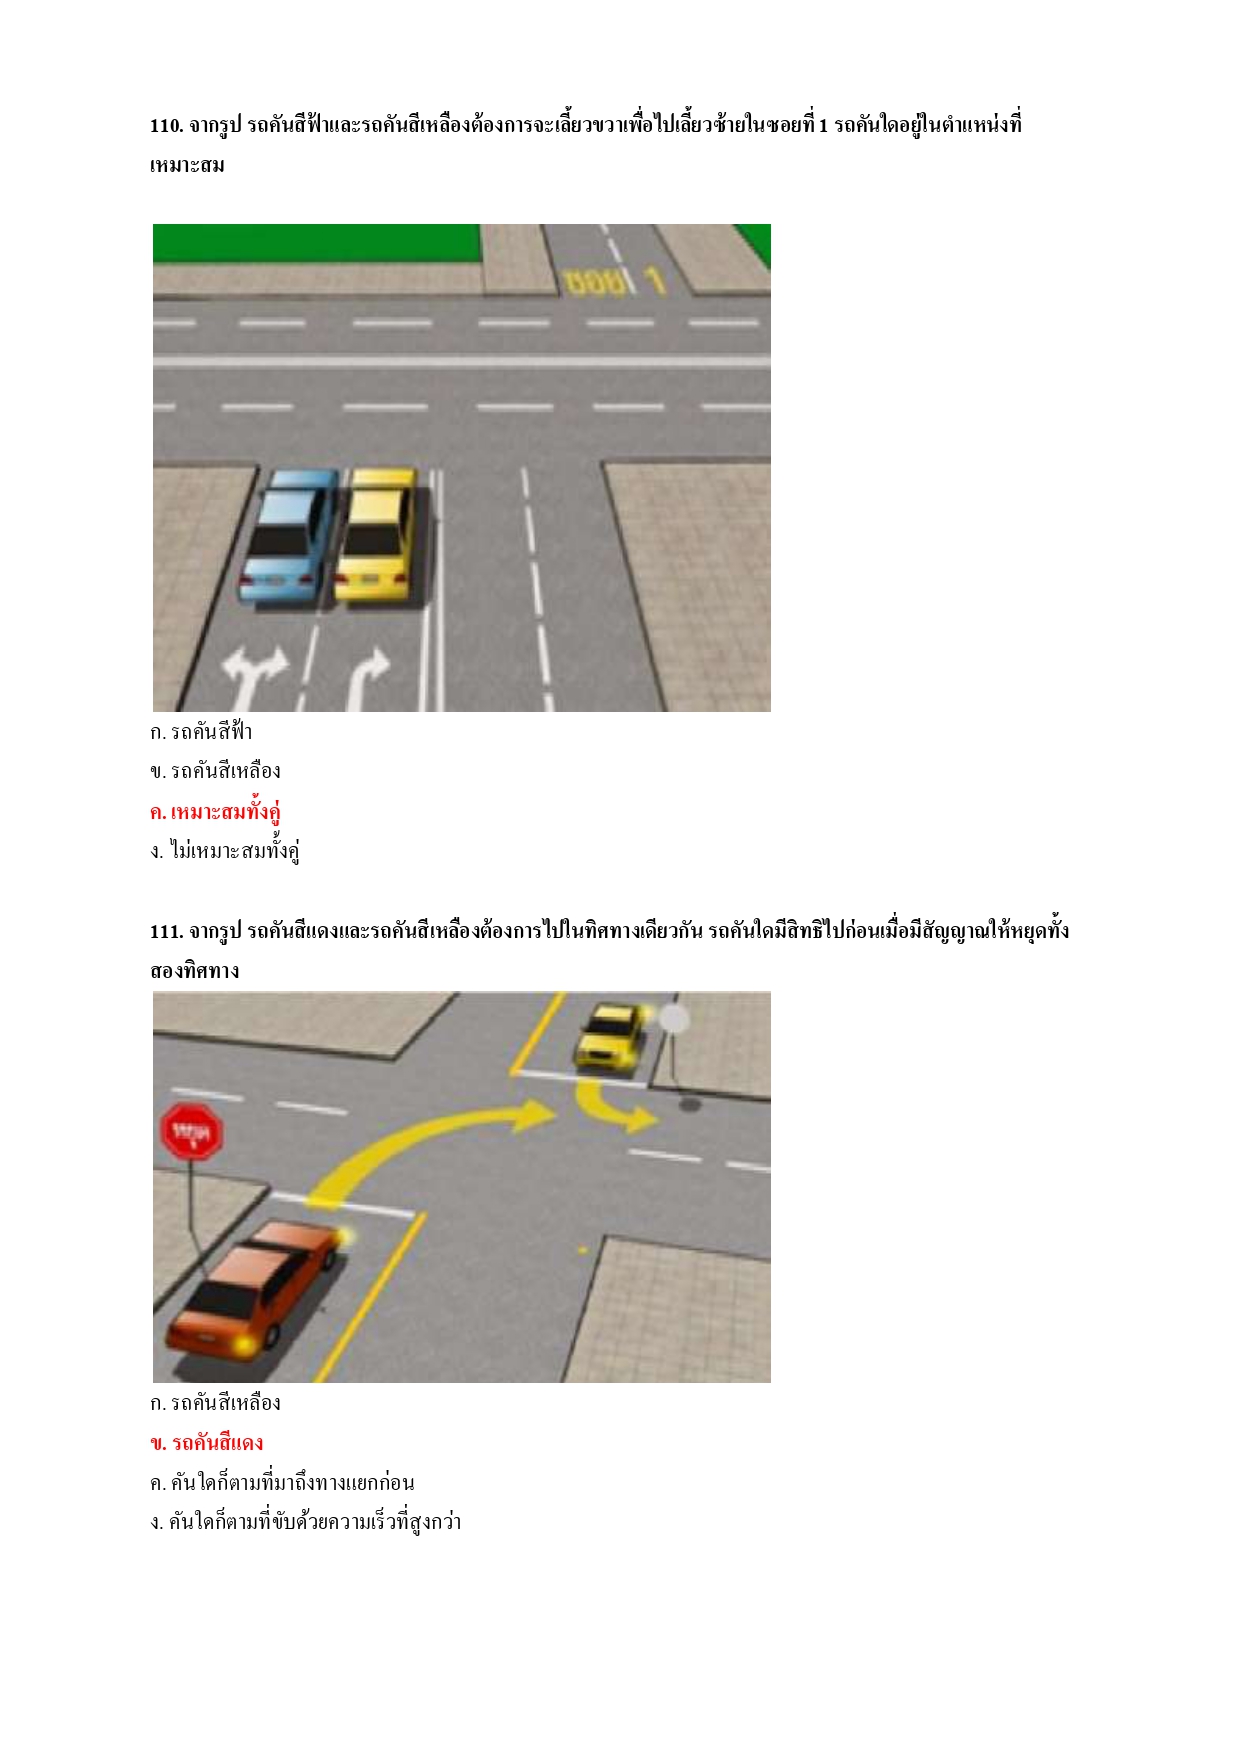 110. จากรูป รถคันสีฟ้าและรถคันสีเหลืองต้องการจะเลี้ยวขวาเพื่อไปเลี้ยวซ้ายในซอยที่ 1 รถคันใดอยู่ในตำแหน่งที่
เหมาะสม
ซอย 1
ก. รถคันสีฟ้า
ข. รถคันสีเหลือง
ค. เหมาะสมทั้งคู่
ง. ไม่เหมาะสมทั้งคู่
111. จากรูป รถคันสีแดงและรถคันสีเหลืองต้องการไปในทิศทางเดียวกัน รถคันใดมีสิทธิไปก่อนเมื่อมีสัญญาณให้หยุดทั้ง
สองทิศทาง
หยุด
ก. รถคันสีเหลือง
ข. รถคันสีแดง
ค. คันใดก็ตามที่มาถึงทางแยกก่อน
ง. คันใดก็ตามที่ขับด้วยความเร็วที่สูงกว่า